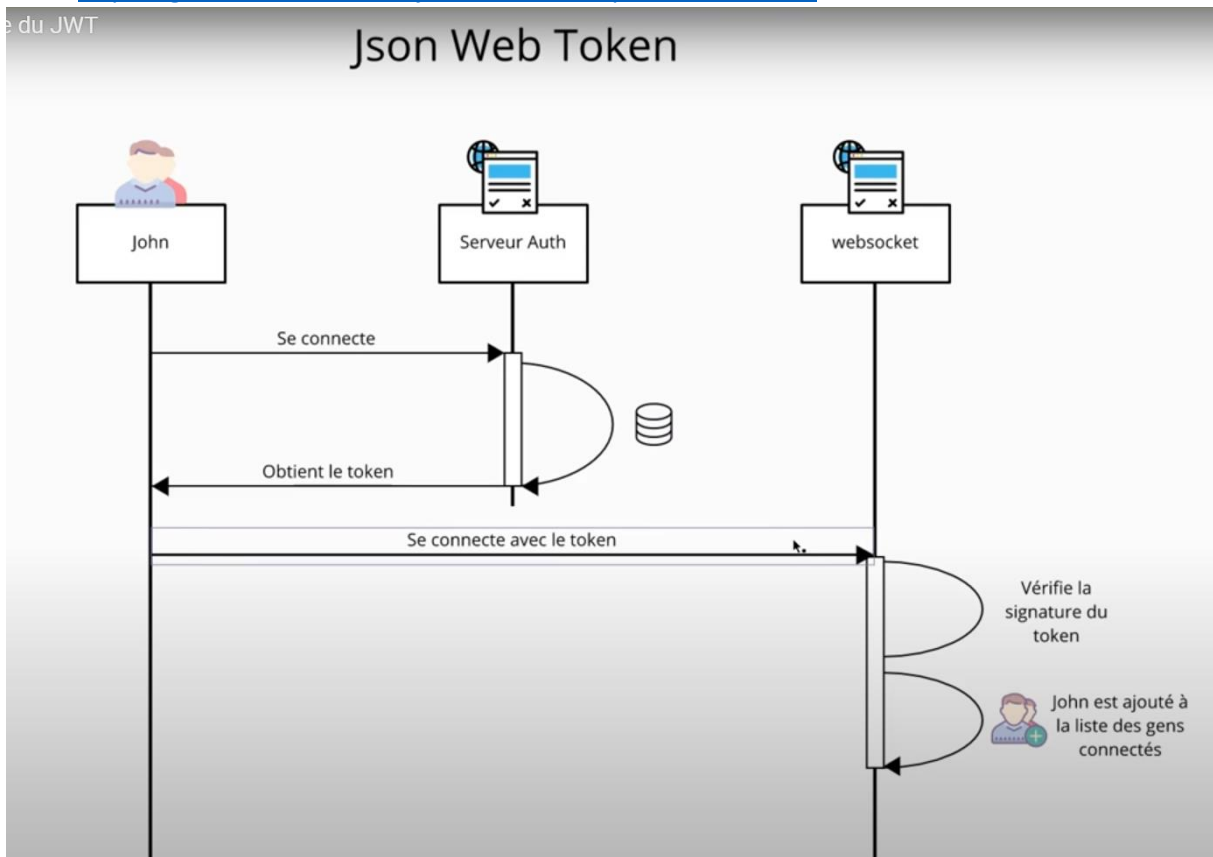 e du JWT
Json Web Token
John
Serveur Auth
websocket
Se connecte
Obtient le token
Se connecte avec le token
Vérifie la
signature du
token
John est ajouté à
la liste des gens
connectés